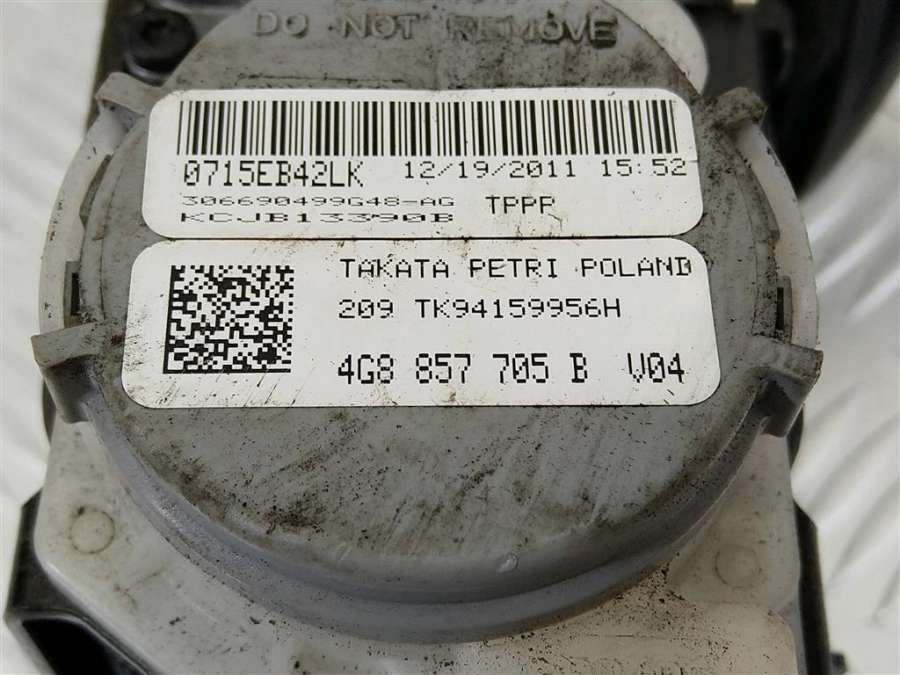 DO NOT REMOVE
0715EB42LK 12/19/2011 15:52
306690499G48-AG TPPP
KCJB13390B
TAKATA PETRI POLAND
209 TK94159956H
4G8 857 705 B V04